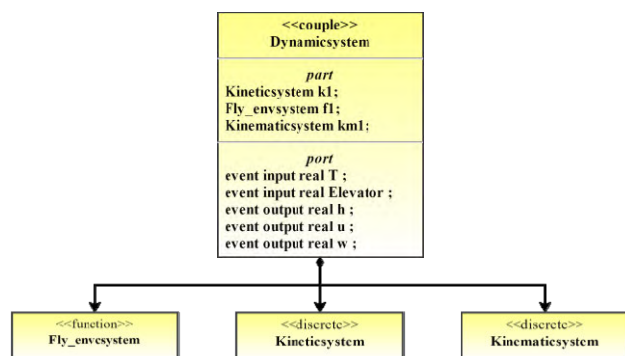 <<couple>>
Dynamicsystem
part
Kineticsystem k1;
Fly_envsystem f1;
Kinematicsystem km1;
port
event input real T ;
event input real Elevator ;
event output real h ;
event output real u ;
event output real w ;
<<function>>
Fly_envcsystem
<<discrete>>
Kineticsystem
<<discrete>>
Kinematicsystem